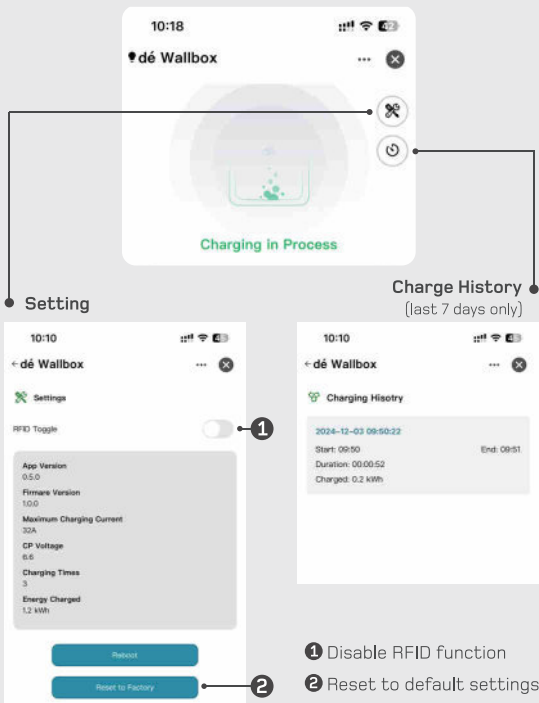 10:18
42
dé Wallbox
Charging in Process
Setting
Charge History
(last 7 days only)
10:10
dé Wallbox
Settings
RFID Toggle
1
App Version
0.5.0
Firmare Version
1.0.0
Maximum Charging Current
32A
CP Voltage
6.6
Charging Times
3
Energy Charged
1.2 kWh
Reboot
Reset to Factory
2
10:10
dé Wallbox
Charging Hisotry
2024-12-03 09:50:22
Start: 09:50 End: 09:51
Duration: 00:00:52
Charged: 0.2 kWh
1 Disable RFID function
2 Reset to default settings